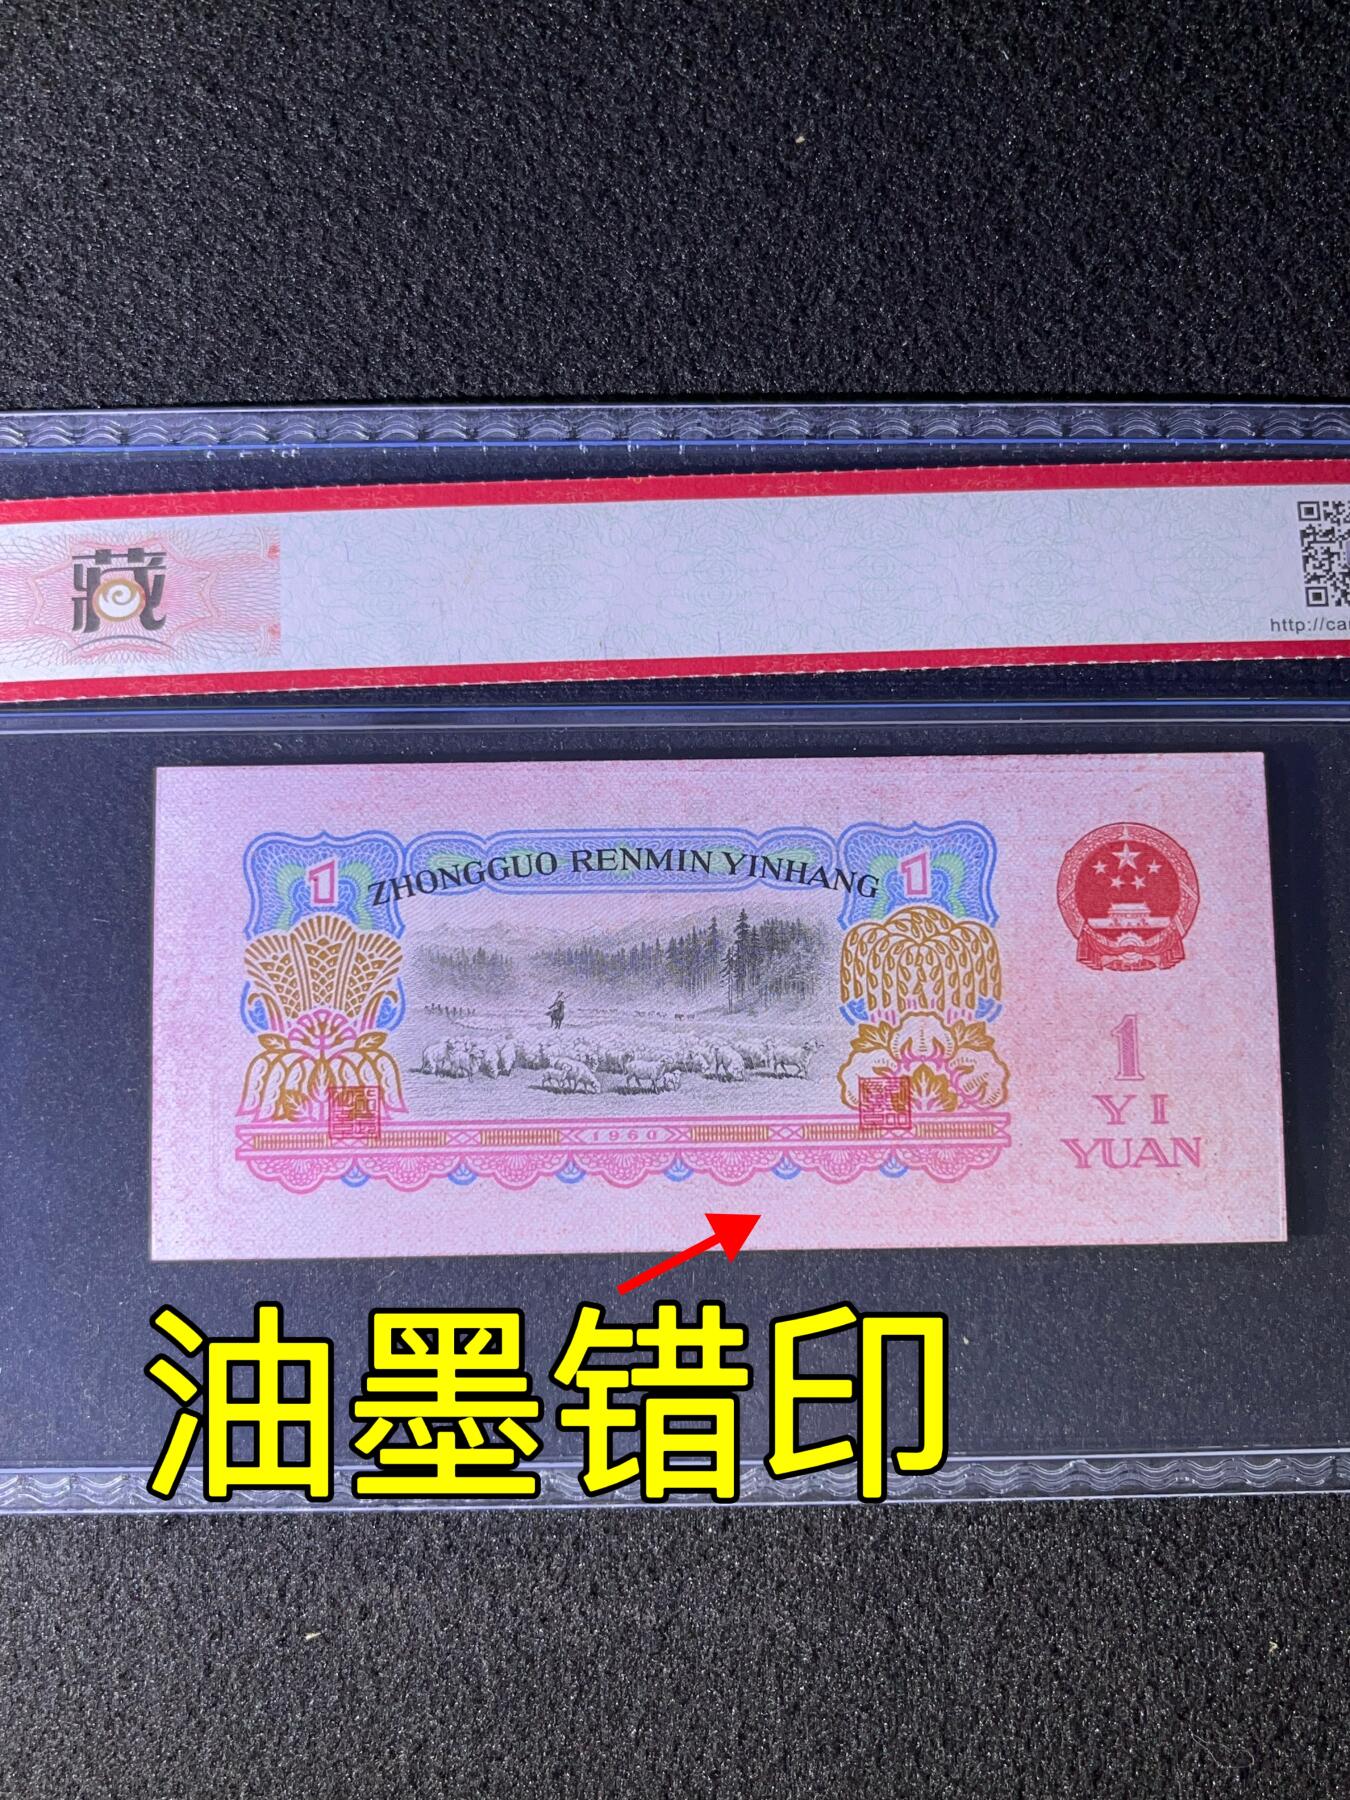 藏
http://ca
1
ZHONGGUO RENMIN YINHANG
1
1960
1
YI
YUAN
油墨错印